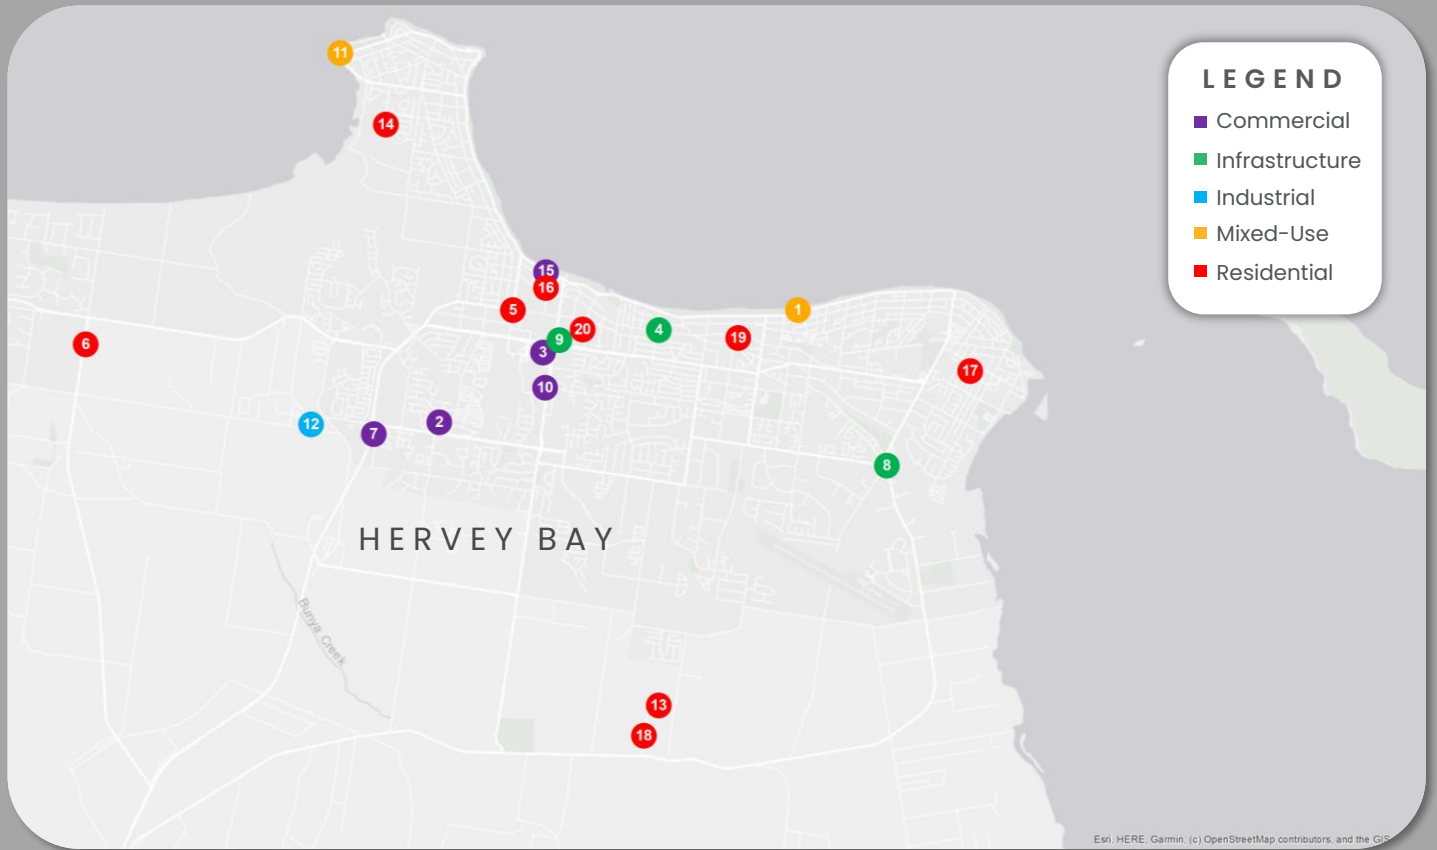 11
LEGEND
Commercial
14
Infrastructure
Industrial
Mixed-Use
15
Residential
16
5
1
20
4
9
19
6
3
17
10
2
12
7
8
HERVEY BAY
Bunya Creek
13
18
Esri, HERE, Garmin, (c) OpenStreetMap contributors, and the GIS